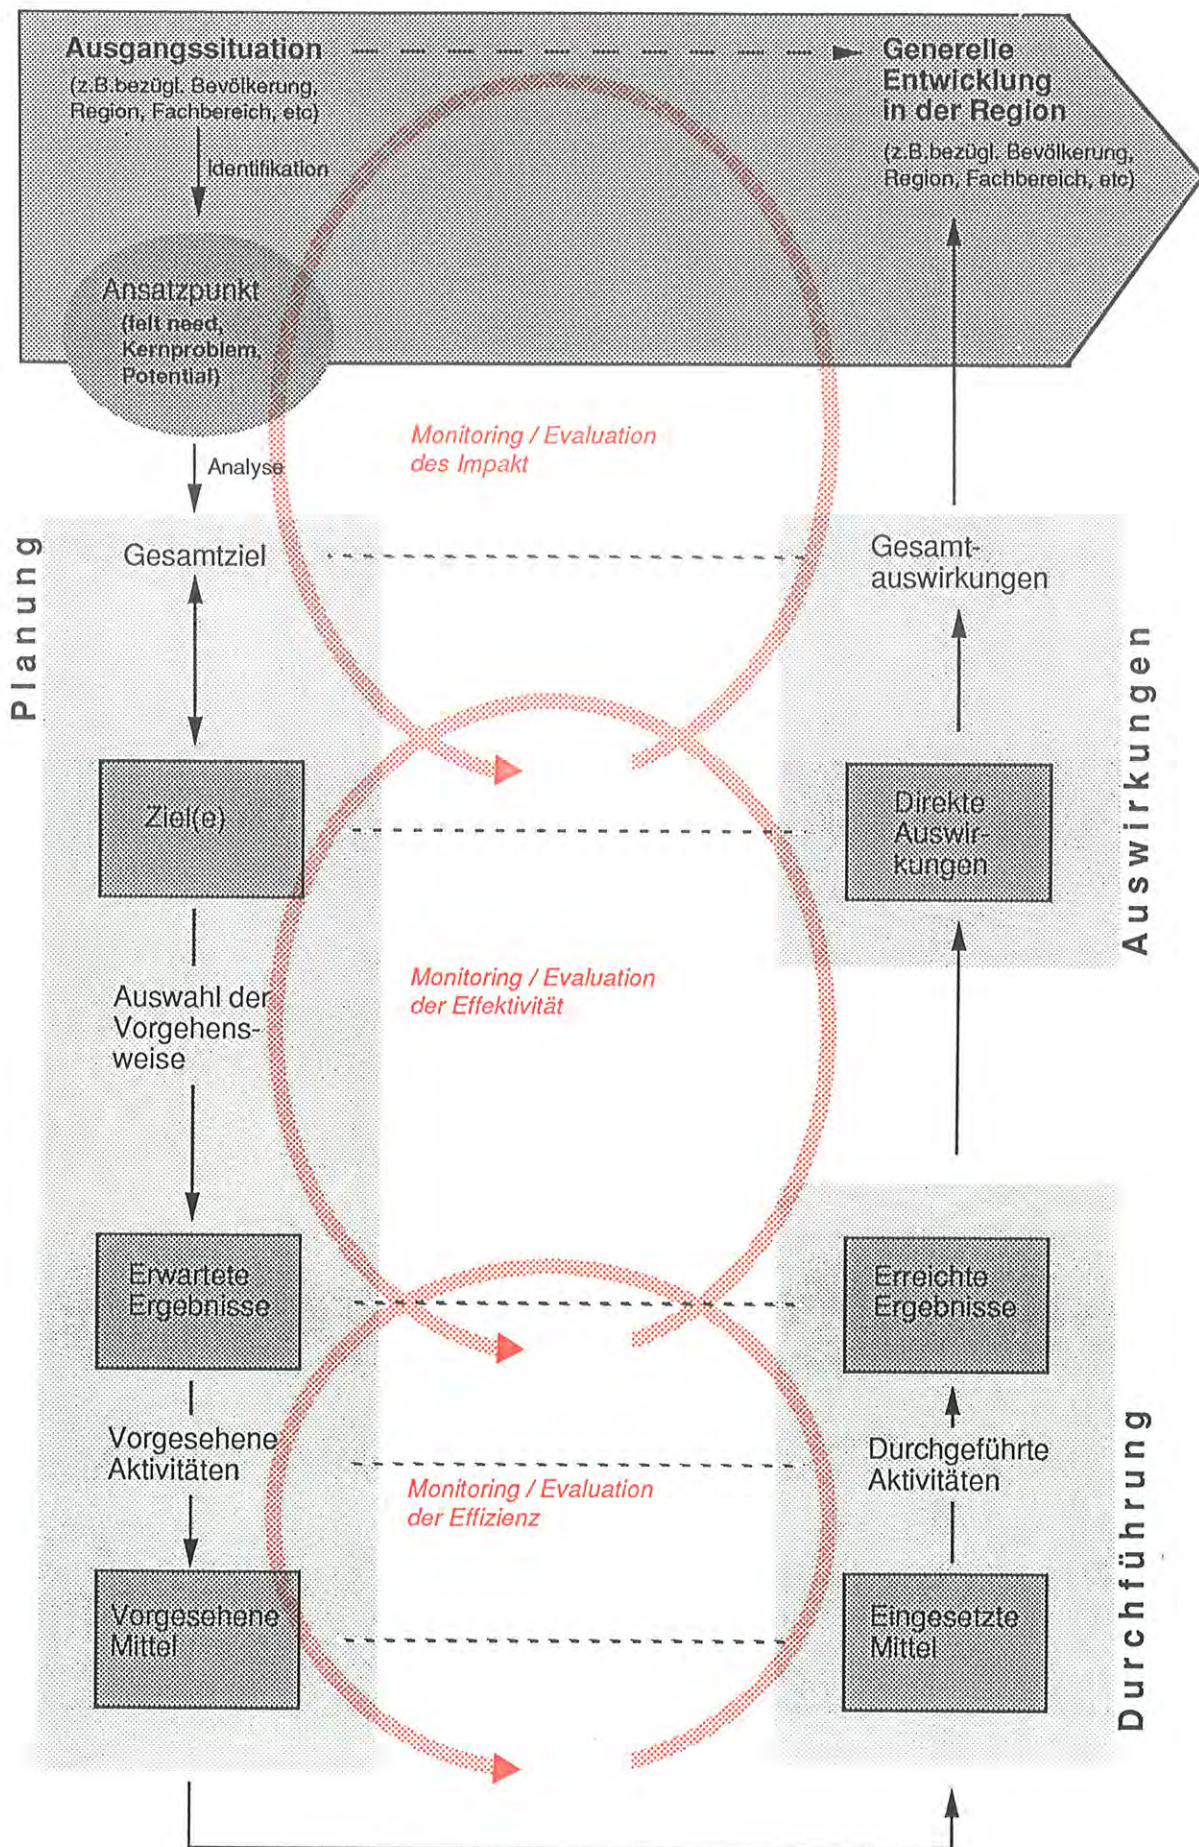 Ausgangssituation
(z.B.bezügl. Bevölkerung,
Region, Fachbereich, etc)
Identifikation
Ansatzpunkt
(felt need,
Kernproblem,
Potential)
Analyse
Generelle
Entwicklung
in der Region
(z.B.bezügl. Bevölkerung,
Region, Fachbereich, etc)
Monitoring / Evaluation
des Impakt
Planung
Gesamtziel
Gesamt-
auswirkungen
Ziel(e)
Direkte
Auswir-
kungen
Auswirkungen
Auswahl der
Vorgehens-
weise
Monitoring / Evaluation
der Effektivität
Erwartete
Ergebnisse
Erreichte
Ergebnisse
Vorgesehene
Aktivitäten
Monitoring / Evaluation
der Effizienz
Durchgeführte
Aktivitäten
Vorgesehene
Mittel
Eingesetzte
Mittel
Durchführung